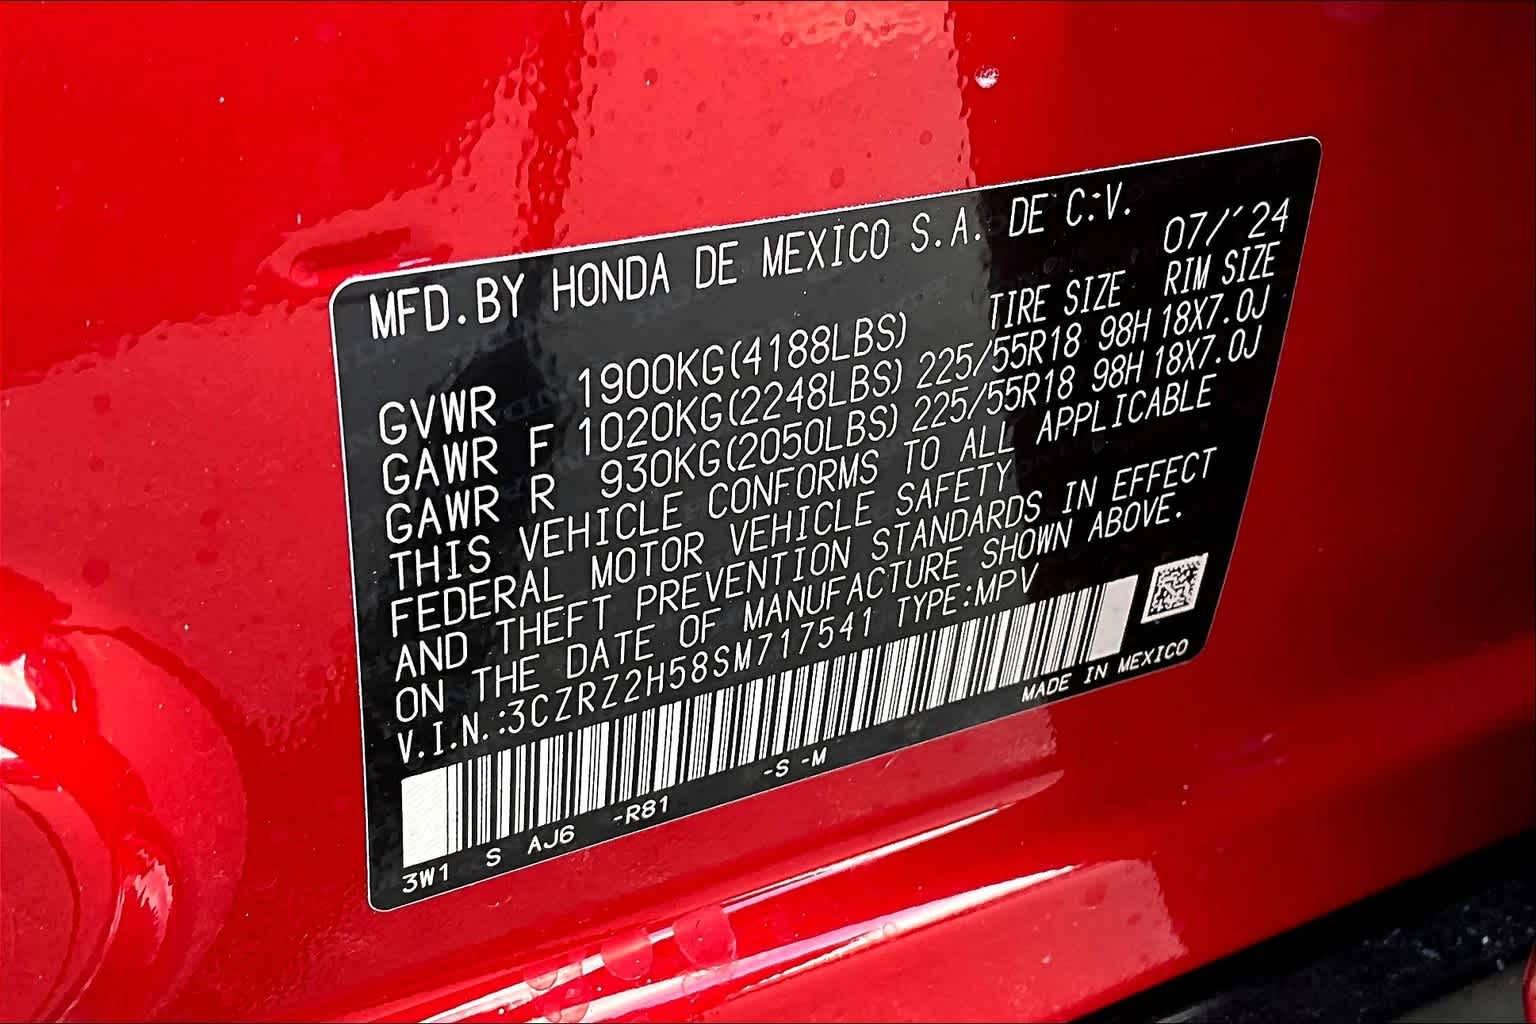 MFD.BY HONDA DE MEXICO S.A. DE C.V.
07/'24
TIRE SIZE RIM SIZE
GVWR 1900KG(4188LBS)
GAWR F 1020KG(2248LBS) 225/55R18 98H 18X7.0J
GAWR R 930KG(2050LBS) 225/55R18 98H 18X7.0J
THIS VEHICLE CONFORMS TO ALL APPLICABLE
FEDERAL MOTOR VEHICLE SAFETY
AND THEFT PREVENTION STANDARDS IN EFFECT
ON THE DATE OF MANUFACTURE SHOWN ABOVE.
V.I.N.:3CZRZ2H58SM717541 TYPE:MPV
3W1 S AJ6 -R81 -S -M MADE IN MEXICO